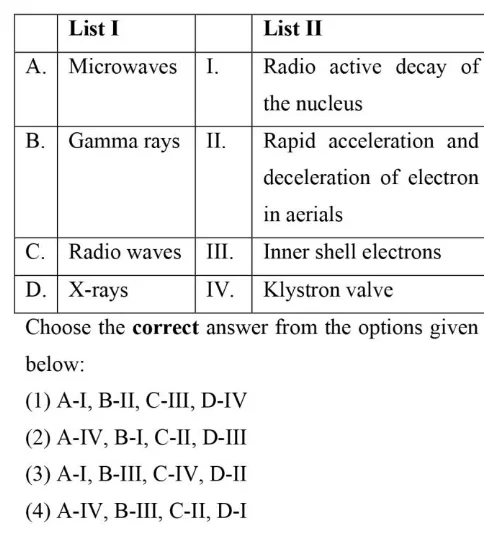 List I List II
A. Microwaves I. Radio active decay of
the nucleus
B. Gamma rays II. Rapid acceleration and
deceleration of electron
in aerials
C. Radio waves III. Inner shell electrons
D. X-rays IV. Klystron valve
Choose the correct answer from the options given
below:
(1) A-I, B-II, C-III, D-IV
(2) A-IV, B-I, C-II, D-III
(3) A-I, B-III, C-IV, D-II
(4) A-IV, B-III, C-II, D-I